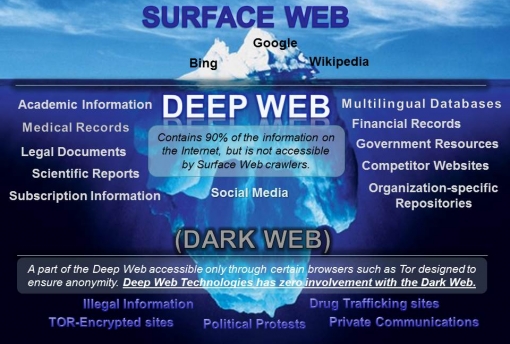 SURFACE WEB
Google
Bing
Wikipedia
DEEP WEB
Academic Information
Medical Records
Legal Documents
Scientific Reports
Subscription Information
Contains 90% of the information on
the Internet, but is not accessible
by Surface Web crawlers.
Social Media
Multilingual Databases
Financial Records
Government Resources
Competitor Websites
Organization-specific
Repositories
(DARK WEB)
A part of the Deep Web accessible only through certain browsers such as Tor designed to
ensure anonymity. Deep Web Technologies has zero involvement with the Dark Web.
Illegal Information
Drug Trafficking sites
TOR-Encrypted sites
Political Protests
Private Communications